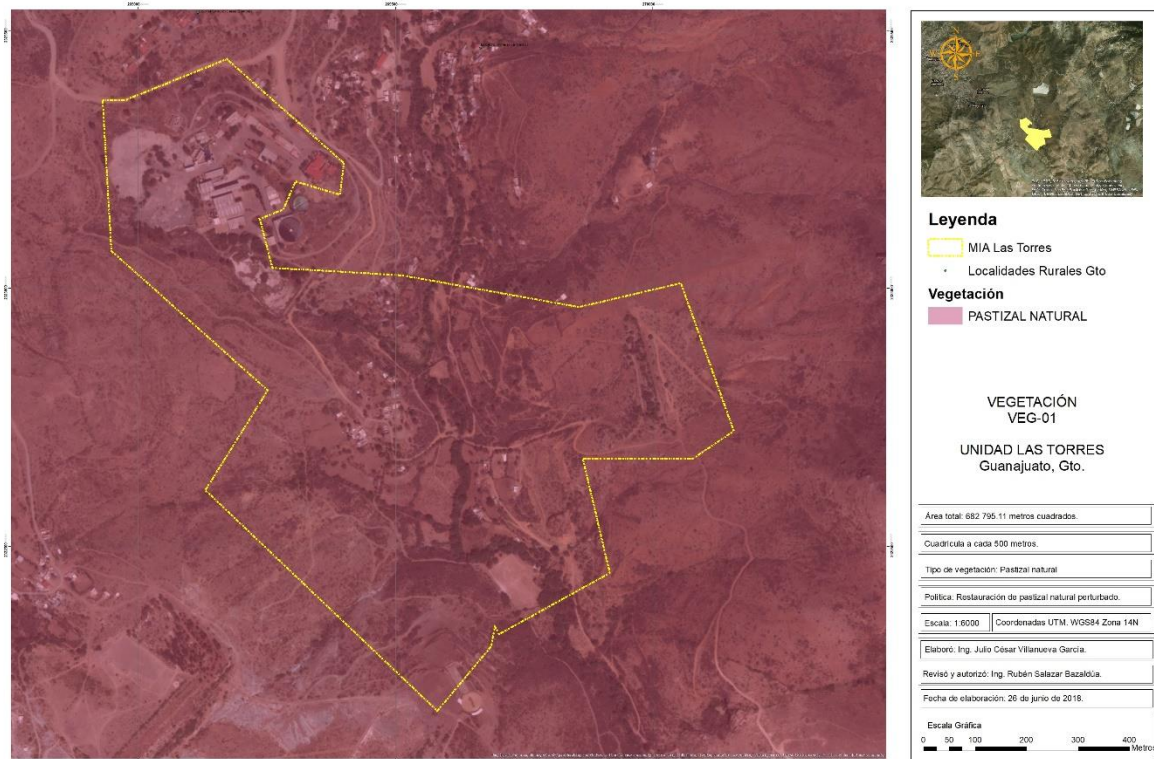 Leyenda
MIA Las Torres
Localidades Rurales Gto
Vegetación
PASTIZAL NATURAL
VEGETACIÓN
VEG-01
UNIDAD LAS TORRES
Guanajuato, Gto.
Área total: 682 795.11 metros cuadrados.
Cuadrícula a cada 500 metros.
Tipo de vegetación: Pastizal natural
Política: Restauración de pastizal natural perturbado.
Escala: 1:6000
Coordenadas UTM. WGS84 Zona 14N
Elaboró: Ing. Julio César Villanueva García.
Revisó y autorizó: Ing. Rubén Salazar Bazaldúa.
Fecha de elaboración: 26 de junio de 2018.
Escala Gráfica
0 50 100 200 300 400
Metros